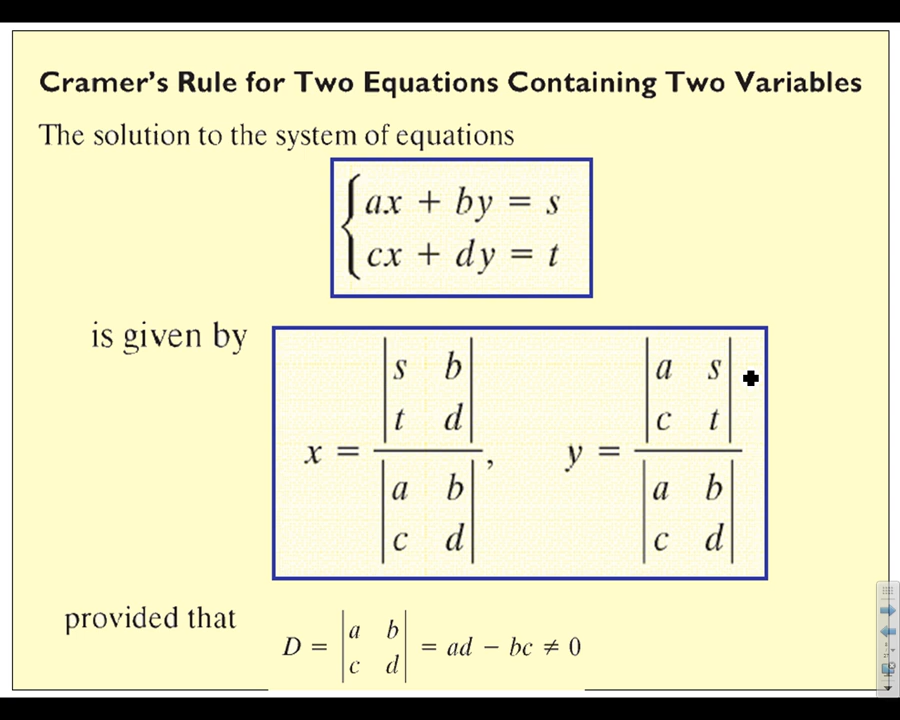 Cramer's Rule for Two Equations Containing Two Variables
The solution to the system of equations
ax + by = s
cx + dy = t
is given by
x = |s b; t d| / |a b; c d|, y = |a s; c t| / |a b; c d|
provided that
D = |a b; c d| = ad − bc ≠ 0